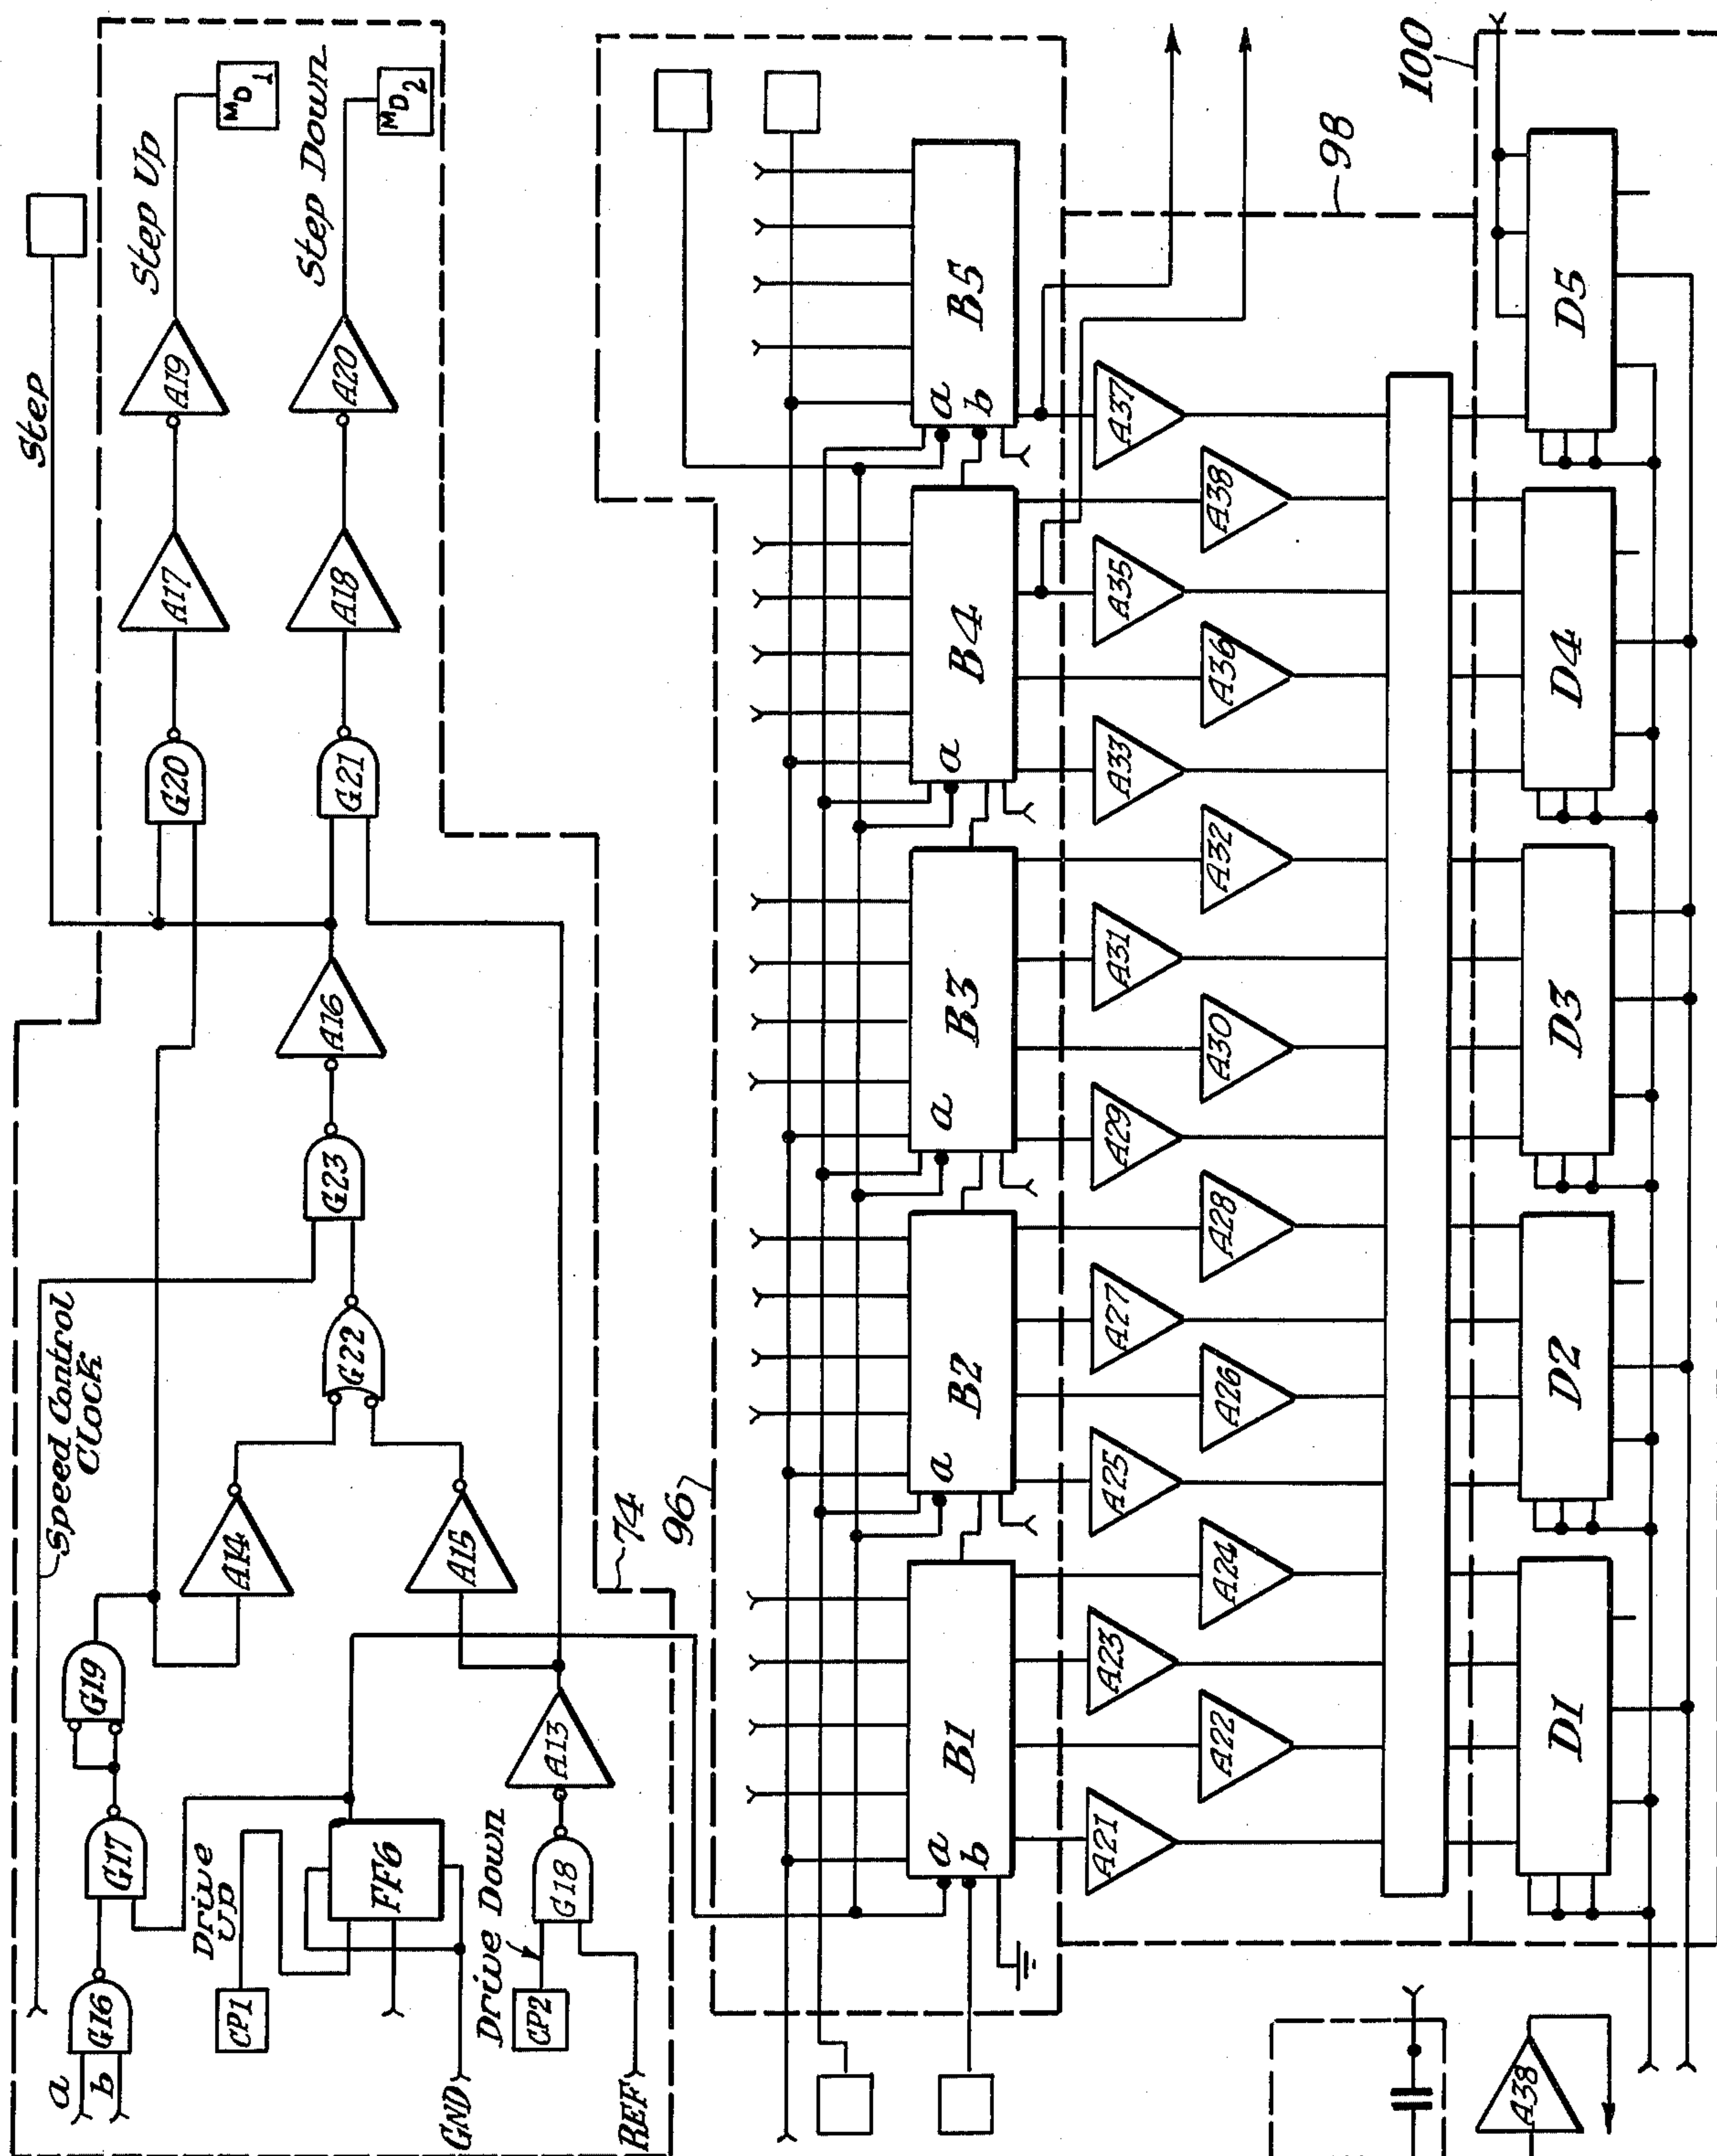 Step
Step Up
MD1
Step Down
MD2
A19
A20
A17
A18
G20
G21
A16
G23
G22
Speed Control
Clock
A14
A15
G19
G17
G16
a
b
Drive
Up
CP1
FF6
A13
G18
Drive Down
CP2
GND
REF
74
96
98
100
B5
a
b
B4
a
B3
a
B2
a
B1
a
b
A37
A38
A35
A36
A33
A32
A31
A30
A29
A28
A27
A26
A25
A24
A23
A22
A21
D5
D4
D3
D2
D1
A38